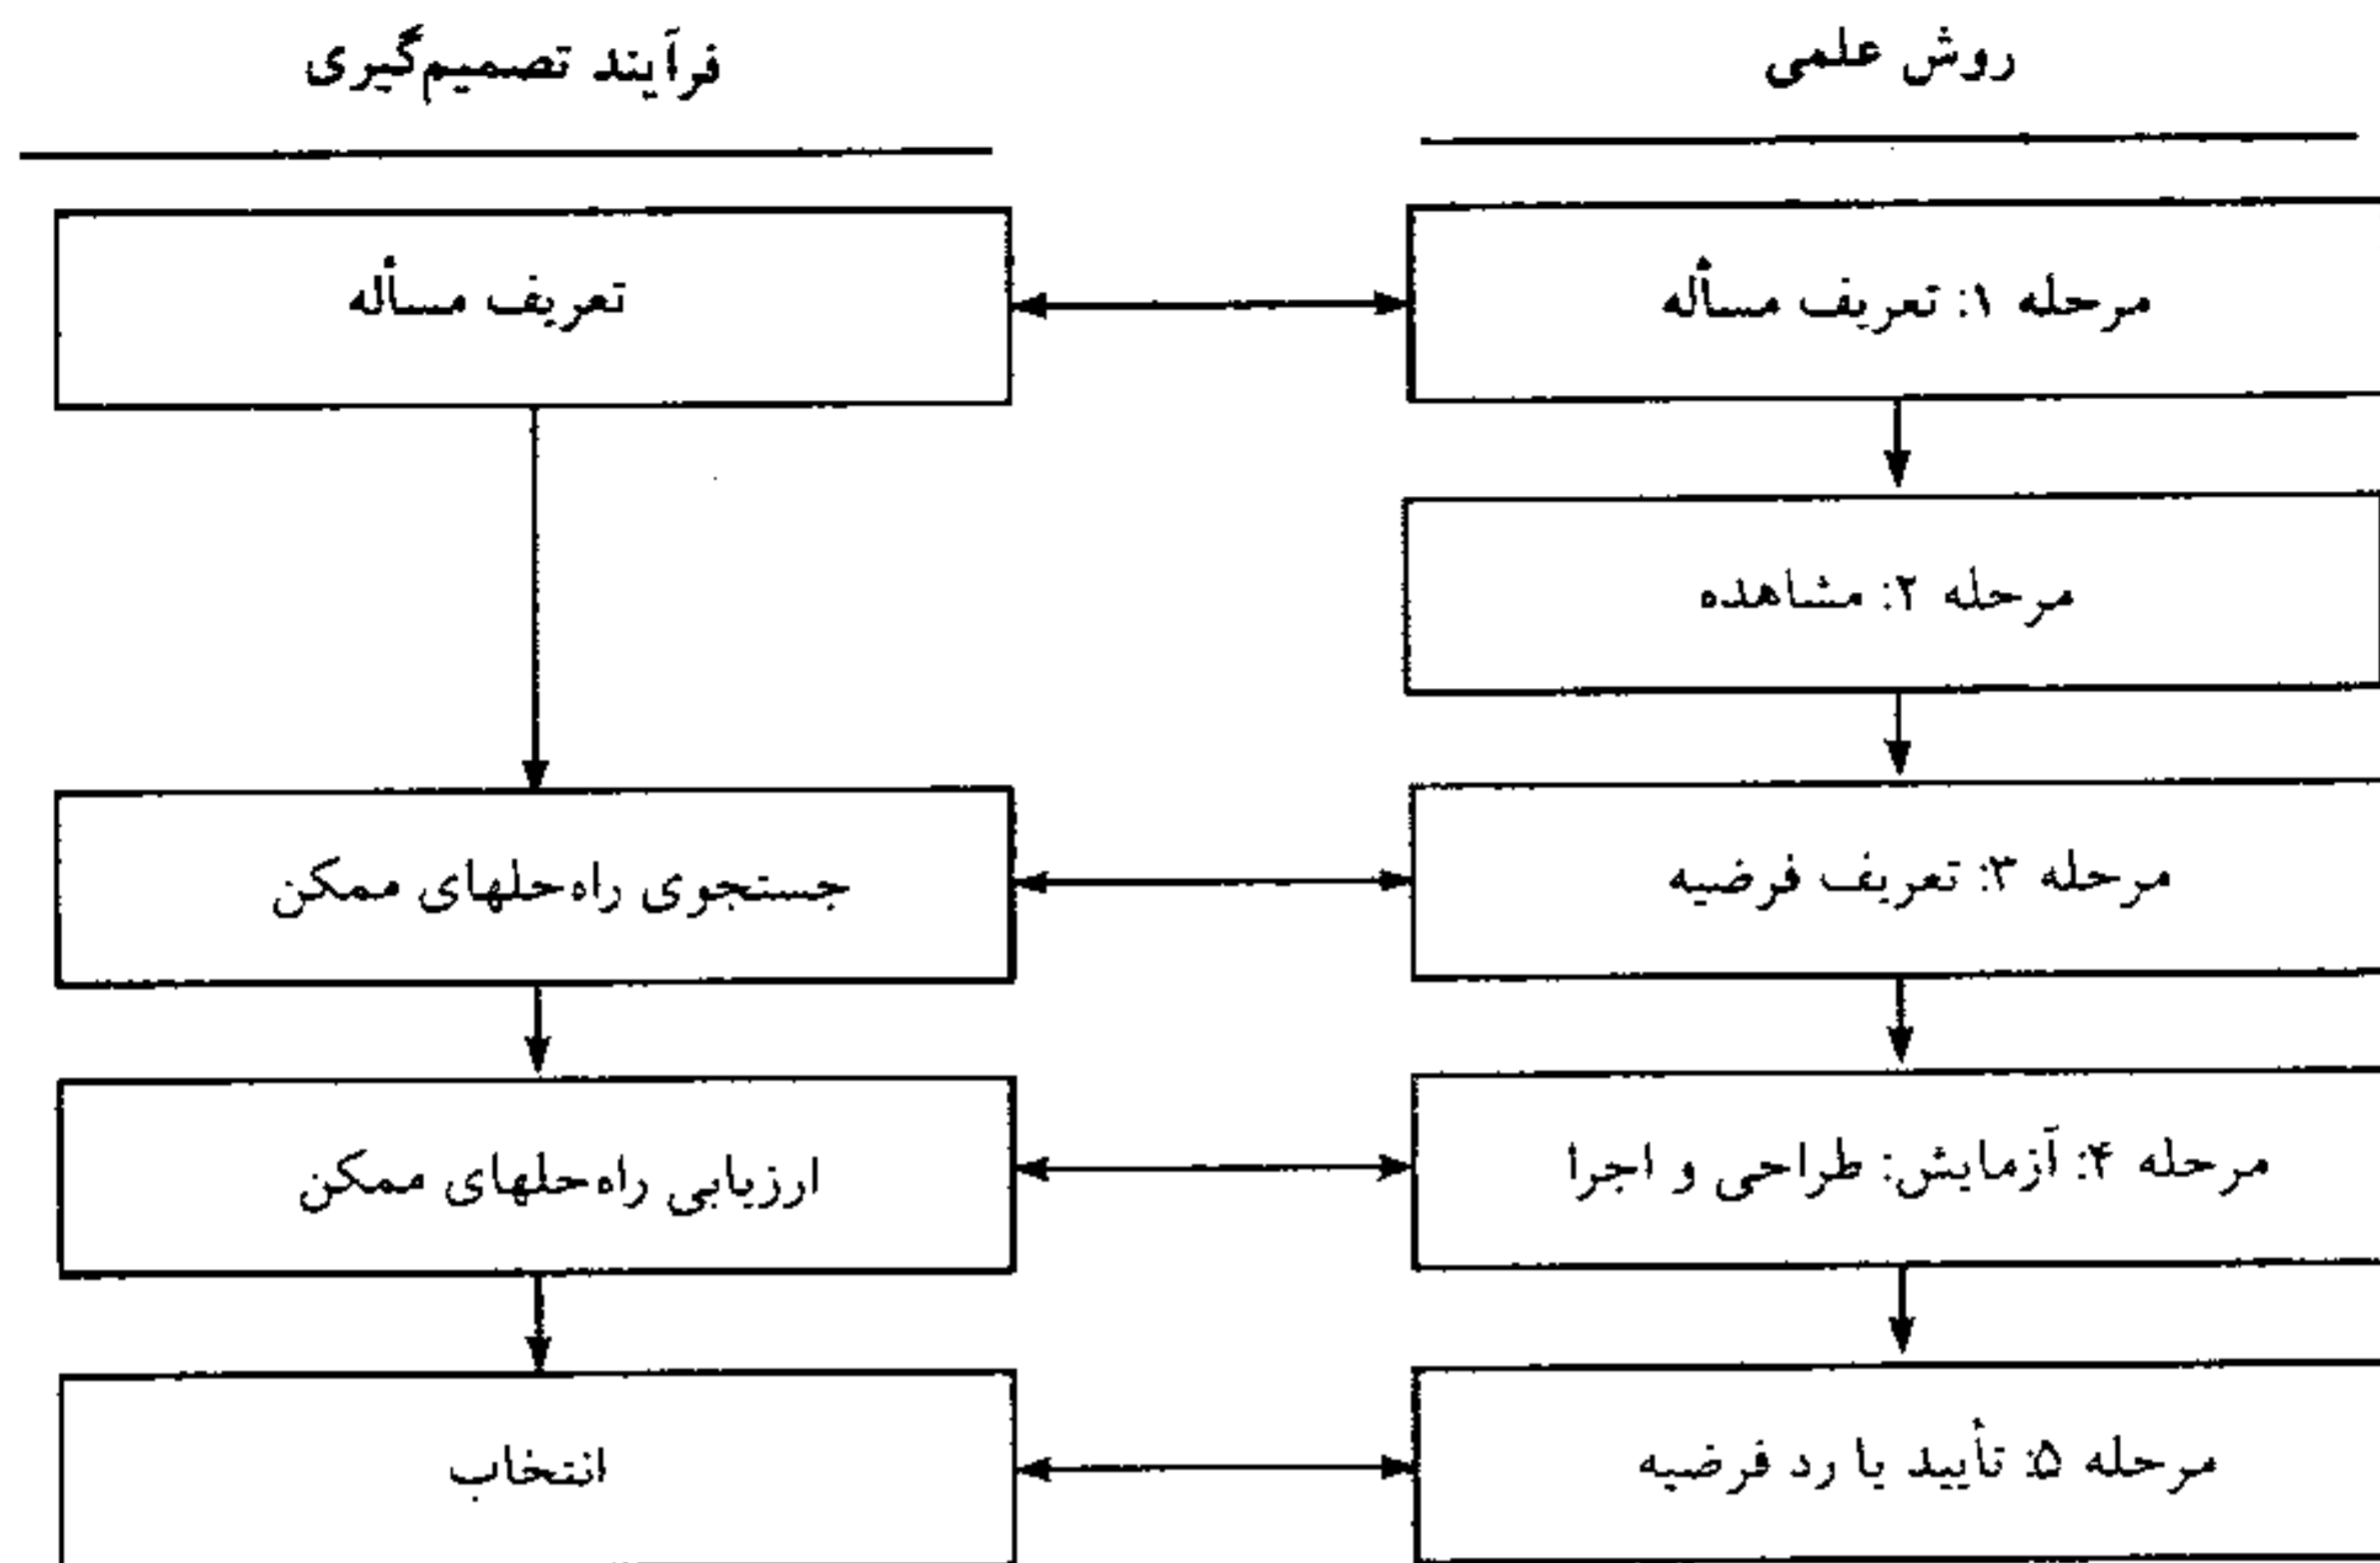 روش علمی
فرآیند تصمیم‌گیری
مرحله ۱: تعریف مسأله
تعریف مسأله
مرحله ۲: مشاهده
مرحله ۳: تعریف فرضیه
جستجوی راه‌حلهای ممکن
مرحله ۴: آزمایش: طراحی و اجرا
ارزیابی راه‌حلهای ممکن
مرحله ۵: تأیید یا رد فرضیه
انتخاب